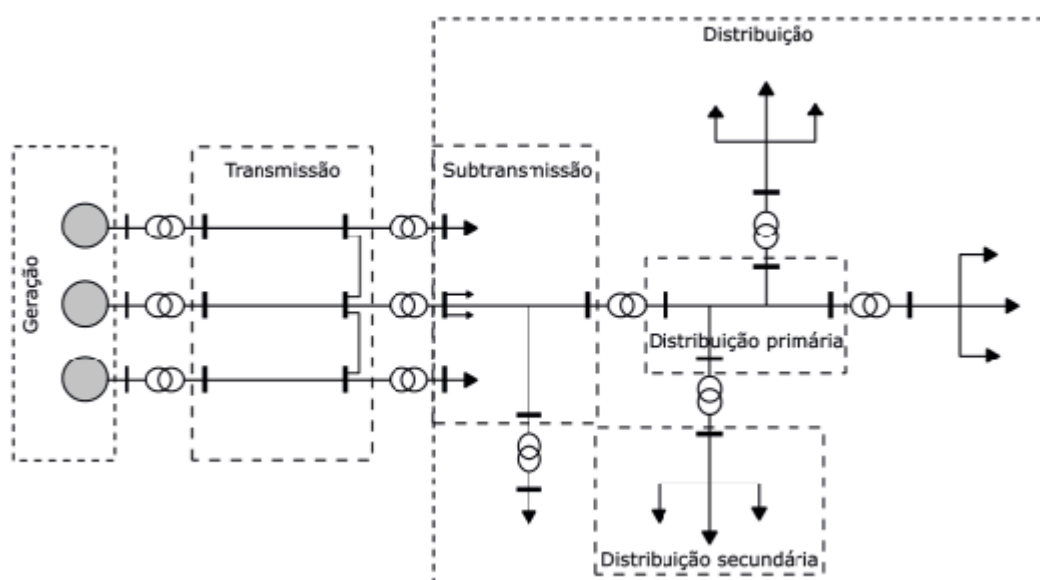 Distribuição
Transmissão
Subtransmissão
Geração
Distribuição primária
Distribuição secundária